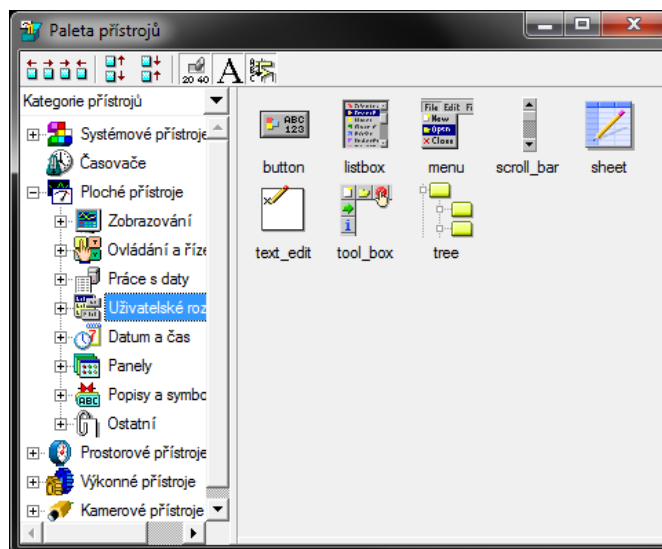 Paleta přístrojů
20 40 A
Kategorie přístrojů
Systémové přístroje
Časovače
Ploché přístroje
Zobrazování
Ovládání a říze
Práce s daty
Uživatelské roz
Datum a čas
Panely
Popisy a symbo
Ostatní
Prostorové přístroje
Výkonné přístroje
Kamerové přístroje
ABC
123
File Edit Fi
New
Open
Close
button
listbox
menu
scroll_bar
sheet
text_edit
tool_box
tree